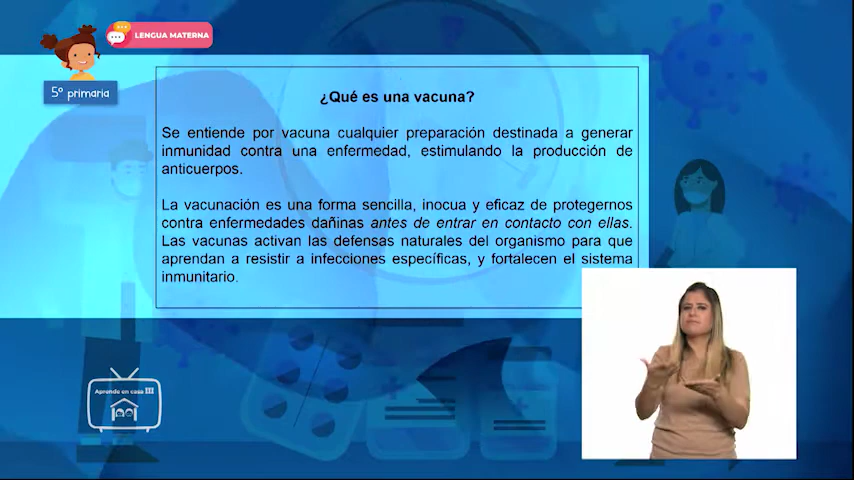 LENGUA MATERNA
5º primaria
¿Qué es una vacuna?
Se entiende por vacuna cualquier preparación destinada a generar
inmunidad contra una enfermedad, estimulando la producción de
anticuerpos.
La vacunación es una forma sencilla, inocua y eficaz de protegernos
contra enfermedades dañinas antes de entrar en contacto con ellas.
Las vacunas activan las defensas naturales del organismo para que
aprendan a resistir a infecciones específicas, y fortalecen el sistema
inmunitario.
Aprende en casa III